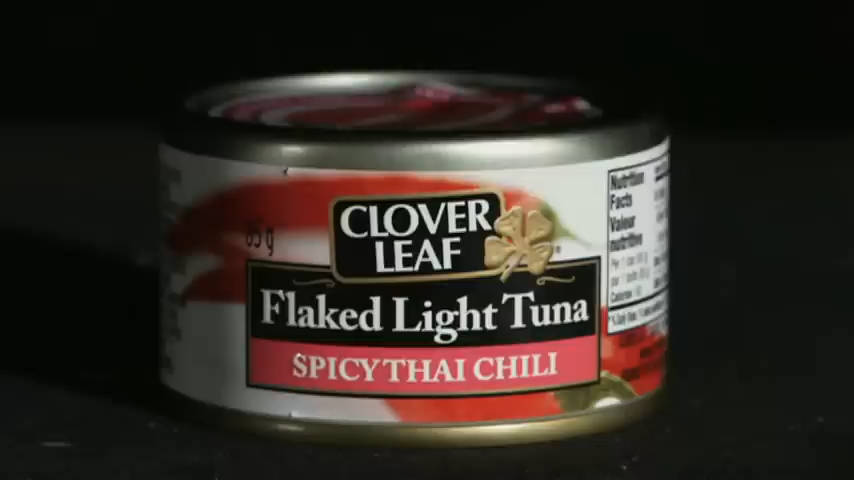 CLOVER
LEAF
85 g
Flaked Light Tuna
SPICY THAI CHILI
Nutrition
Facts
Valeur
nutritive